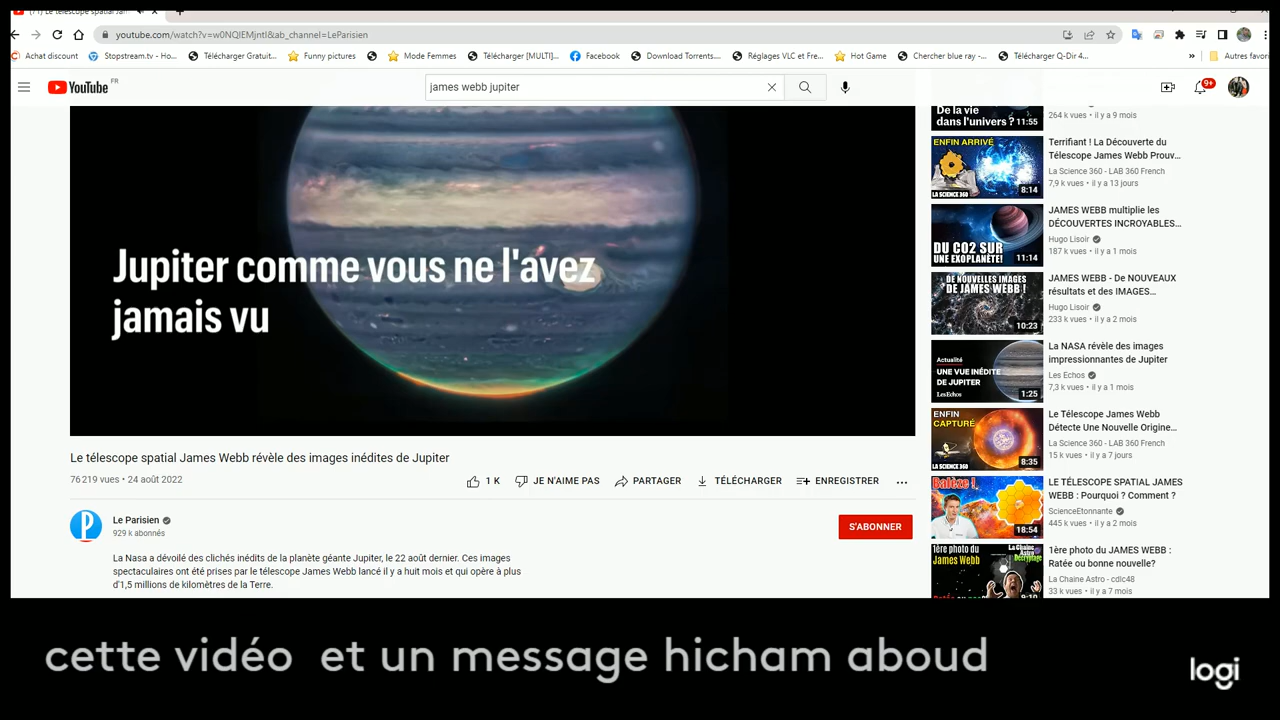 (71) Le télescope spatial Jam
youtube.com/watch?v=w0NQIEMjntI&ab_channel=LeParisien
Achat discount
Stopstream.tv - Ho...
Télécharger Gratuit...
Funny pictures
Mode Femmes
Télécharger [MULTI]...
Facebook
Download Torrents....
Réglages VLC et Fre...
Hot Game
Chercher blue ray -...
Télécharger Q-Dir 4...
»
Autres favoris
YouTube FR
james webb jupiter
9+
Jupiter comme vous ne l'avez
jamais vu
Le télescope spatial James Webb révèle des images inédites de Jupiter
76 219 vues • 24 août 2022
1 K
JE N'AIME PAS
PARTAGER
TÉLÉCHARGER
ENREGISTRER
Le Parisien
929 k abonnés
S'ABONNER
La Nasa a dévoilé des clichés inédits de la planète géante Jupiter, le 22 août dernier. Ces images
spectaculaires ont été prises par le télescope James Webb lancé il y a huit mois et qui opère à plus
d'1,5 millions de kilomètres de la Terre.
De la vie
dans l'univers ?
11:55
264 k vues • il y a 9 mois
ENFIN ARRIVÉ
LA SCIENCE 360
8:14
Terrifiant ! La Découverte du
Télescope James Webb Prouv...
La Science 360 - LAB 360 French
7,9 k vues • il y a 13 jours
DU CO2 SUR
UNE EXOPLANÈTE!
11:14
JAMES WEBB multiplie les
DÉCOUVERTES INCROYABLES...
Hugo Lisoir
187 k vues • il y a 1 mois
DE NOUVELLES IMAGES
DE JAMES WEBB !
10:23
JAMES WEBB - De NOUVEAUX
résultats et des IMAGES...
Hugo Lisoir
233 k vues • il y a 2 mois
Actualité
UNE VUE INÉDITE
DE JUPITER
LesEchos
1:25
La NASA révèle des images
impressionnantes de Jupiter
Les Echos
7,3 k vues • il y a 1 mois
ENFIN
CAPTURÉ
LA SCIENCE 360
8:35
Le Télescope James Webb
Détecte Une Nouvelle Origine...
La Science 360 - LAB 360 French
15 k vues • il y a 7 jours
Balèze !
18:54
LE TÉLESCOPE SPATIAL JAMES
WEBB : Pourquoi ? Comment ?
ScienceEtonnante
445 k vues • il y a 2 mois
1ère photo du
James Webb
La Chaine
Astro
Décryptage
9:10
1ère photo du JAMES WEBB :
Ratée ou bonne nouvelle?
La Chaine Astro - cdlc48
33 k vues • il y a 7 mois
cette vidéo et un message hicham aboud
logi